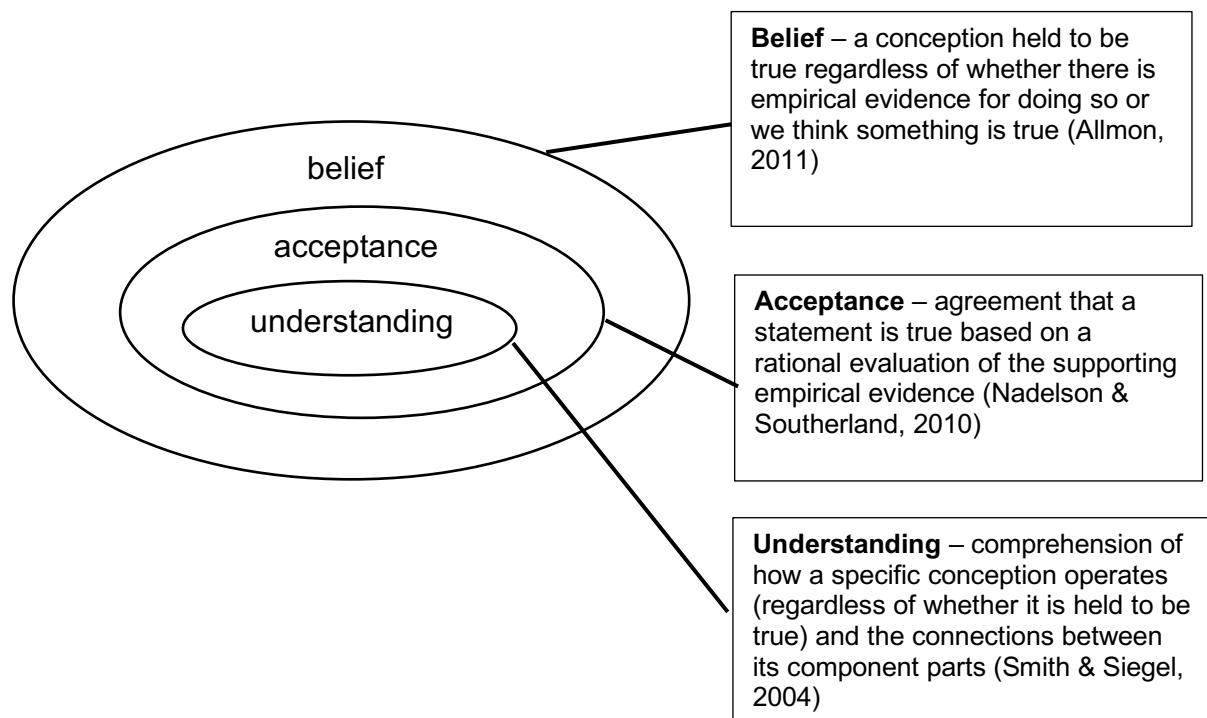 belief
acceptance
understanding
Belief – a conception held to be
true regardless of whether there is
empirical evidence for doing so or
we think something is true (Allmon,
2011)
Acceptance – agreement that a
statement is true based on a
rational evaluation of the supporting
empirical evidence (Nadelson &
Southerland, 2010)
Understanding – comprehension of
how a specific conception operates
(regardless of whether it is held to be
true) and the connections between
its component parts (Smith & Siegel,
2004)